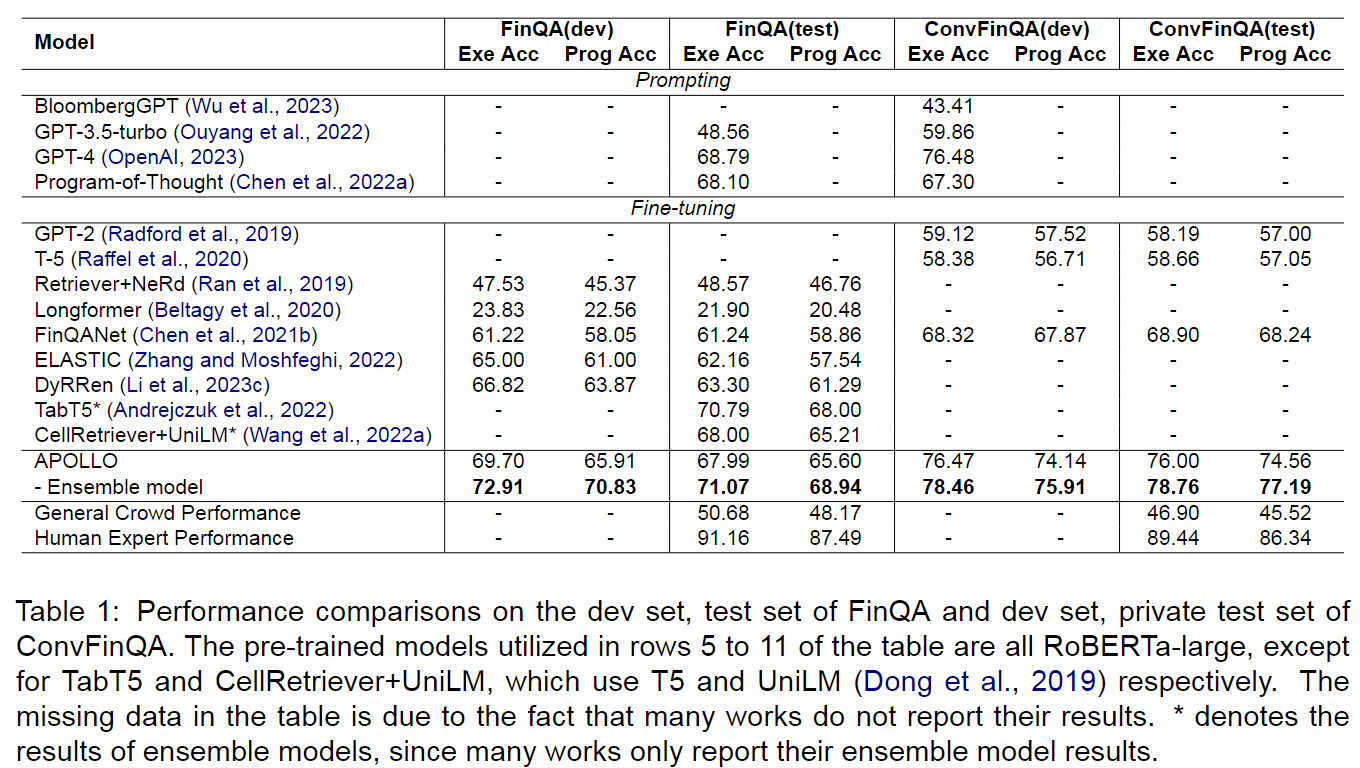 Model FinQA(dev) FinQA(test) ConvFinQA(dev) ConvFinQA(test)
Exe Acc Prog Acc Exe Acc Prog Acc Exe Acc Prog Acc Exe Acc Prog Acc
Prompting
BloombergGPT (Wu et al., 2023) - - - - 43.41 - - -
GPT-3.5-turbo (Ouyang et al., 2022) - - 48.56 - 59.86 - - -
GPT-4 (OpenAI, 2023) - - 68.79 - 76.48 - - -
Program-of-Thought (Chen et al., 2022a) - - 68.10 - 67.30 - - -
Fine-tuning
GPT-2 (Radford et al., 2019) - - - - 59.12 57.52 58.19 57.00
T-5 (Raffel et al., 2020) - - - - 58.38 56.71 58.66 57.05
Retriever+NeRd (Ran et al., 2019) 47.53 45.37 48.57 46.76 - - - -
Longformer (Beltagy et al., 2020) 23.83 22.56 21.90 20.48 - - - -
FinQANet (Chen et al., 2021b) 61.22 58.05 61.24 58.86 68.32 67.87 68.90 68.24
ELASTIC (Zhang and Moshfeghi, 2022) 65.00 61.00 62.16 57.54 - - - -
DyRRen (Li et al., 2023c) 66.82 63.87 63.30 61.29 - - - -
TabT5* (Andrejczuk et al., 2022) - - 70.79 68.00 - - - -
CellRetriever+UniLM* (Wang et al., 2022a) - - 68.00 65.21 - - - -
APOLLO 69.70 65.91 67.99 65.60 76.47 74.14 76.00 74.56
- Ensemble model 72.91 70.83 71.07 68.94 78.46 75.91 78.76 77.19
General Crowd Performance - - 50.68 48.17 - - 46.90 45.52
Human Expert Performance - - 91.16 87.49 - - 89.44 86.34
Table 1: Performance comparisons on the dev set, test set of FinQA and dev set, private test set of
ConvFinQA. The pre-trained models utilized in rows 5 to 11 of the table are all RoBERTa-large, except
for TabT5 and CellRetriever+UniLM, which use T5 and UniLM (Dong et al., 2019) respectively. The
missing data in the table is due to the fact that many works do not report their results. * denotes the
results of ensemble models, since many works only report their ensemble model results.